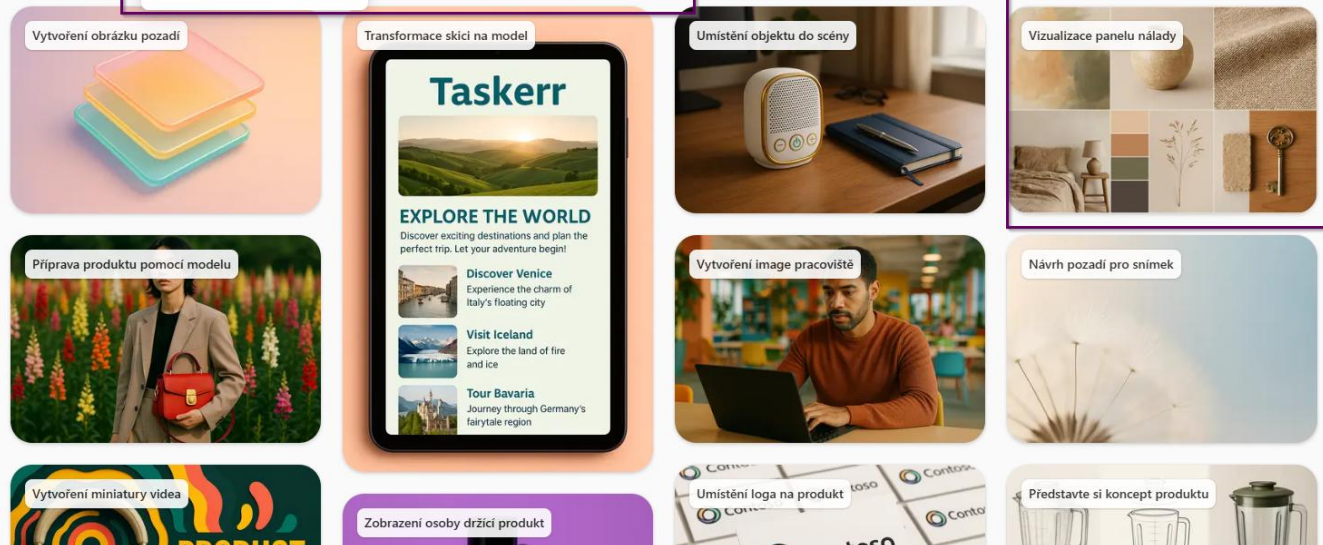 Vytvoření obrázku pozadí
Transformace skici na model
Umístění objektu do scény
Vizualizace panelu nálady
Taskerr
EXPLORE THE WORLD
Discover exciting destinations and plan the
perfect trip. Let your adventure begin!
Discover Venice
Experience the charm of
Italy's floating city
Visit Iceland
Explore the land of fire
and ice
Tour Bavaria
Journey through Germany's
fairytale region
Příprava produktu pomocí modelu
Vytvoření image pracoviště
Návrh pozadí pro snímek
Vytvoření miniatury videa
PRODUCT
Zobrazení osoby držící produkt
Umístění loga na produkt
Contoso
Představte si koncept produktu